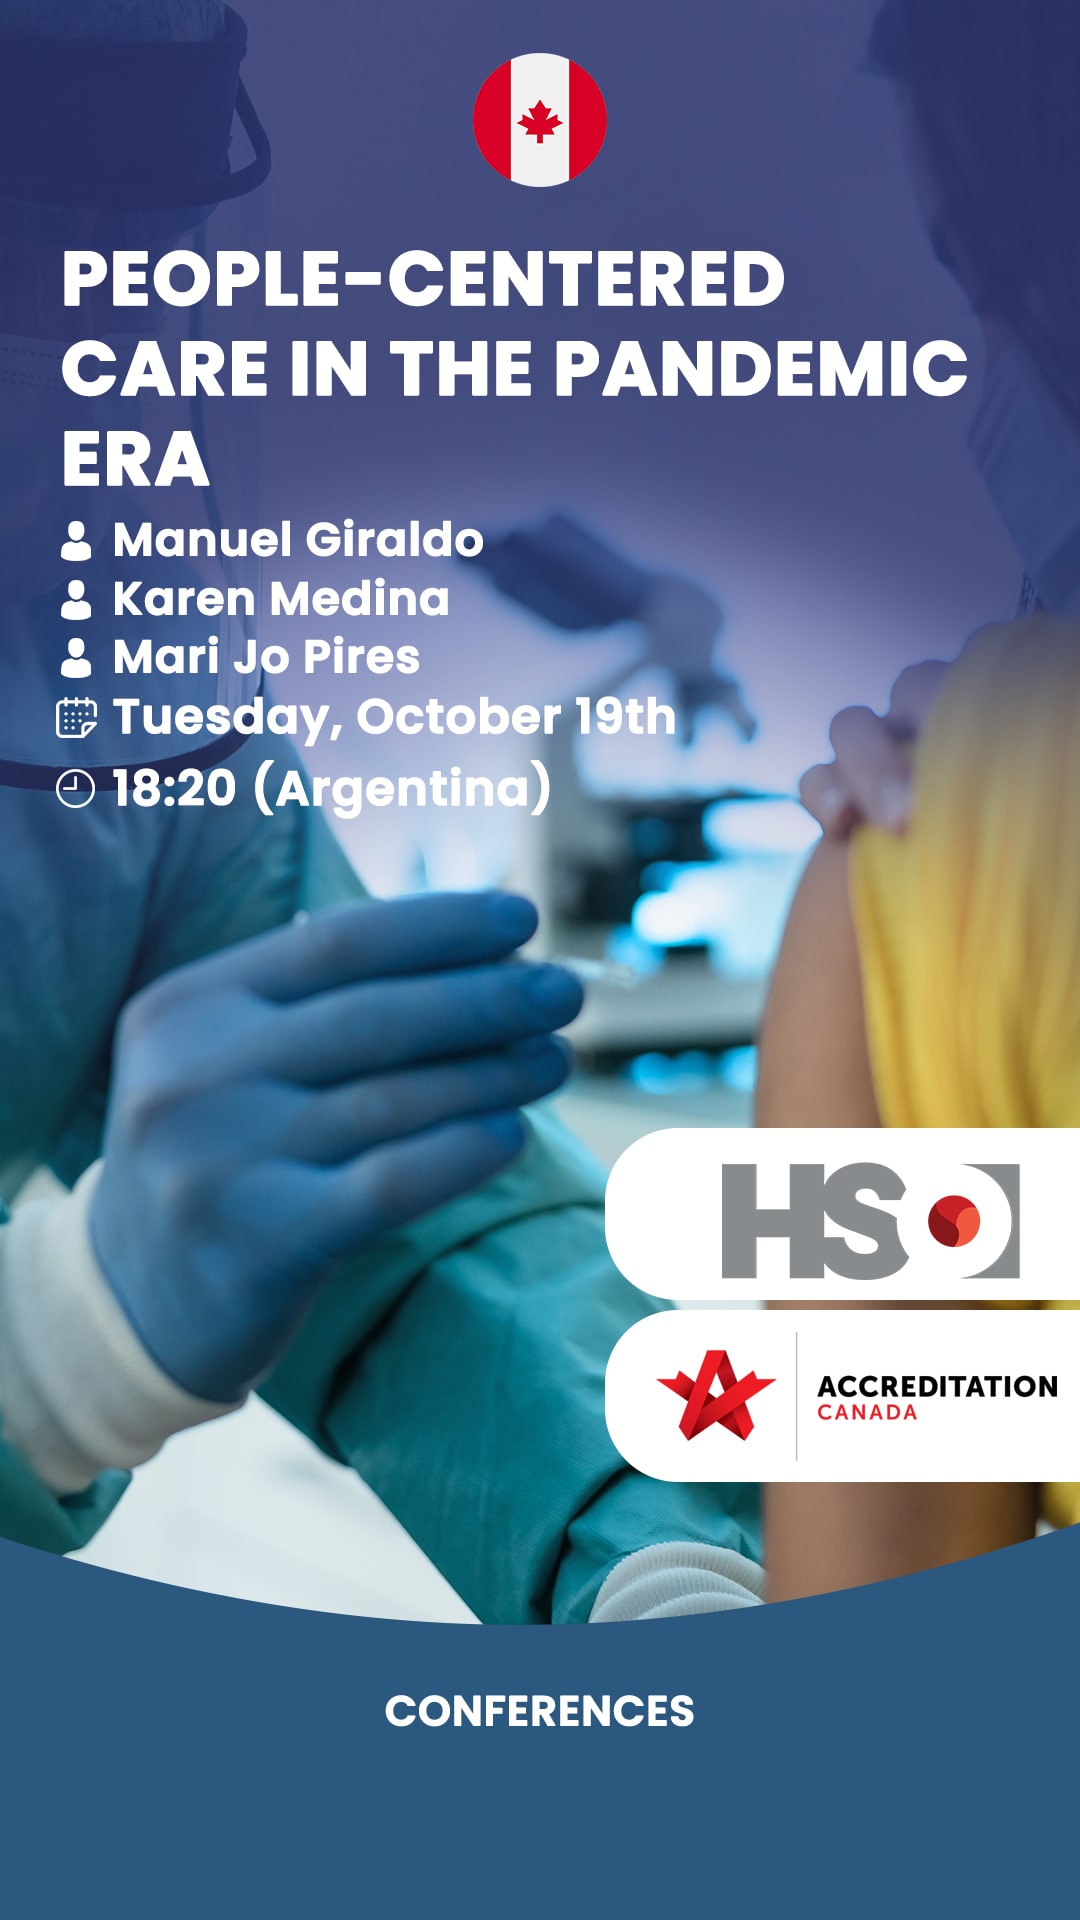 PEOPLE-CENTERED
CARE IN THE PANDEMIC
ERA
Manuel Giraldo
Karen Medina
Mari Jo Pires
Tuesday, October 19th
18:20 (Argentina)
HSO
ACCREDITATION
CANADA
CONFERENCES